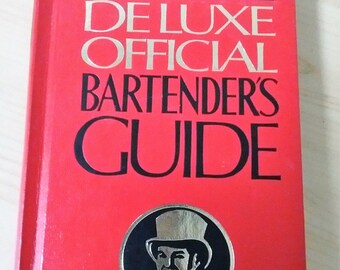 DE LUXE
OFFICIAL
BARTENDER'S
GUIDE